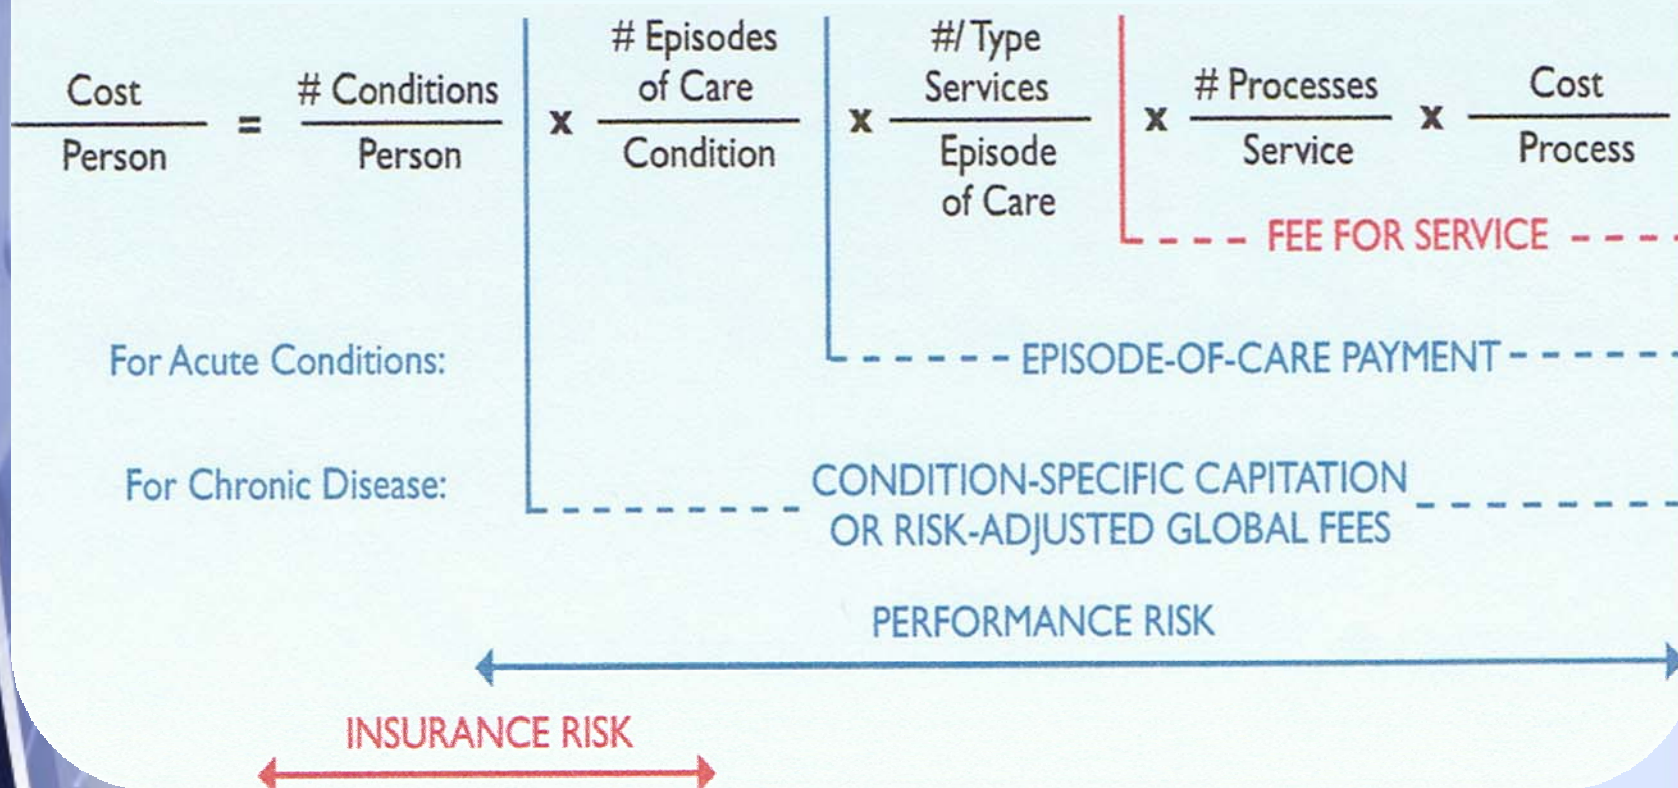 Cost
Person
=
# Conditions
Person
x
# Episodes
of Care
Condition
x
#/ Type
Services
Episode
of Care
x
# Processes
Service
x
Cost
Process
FEE FOR SERVICE
For Acute Conditions:
EPISODE-OF-CARE PAYMENT
For Chronic Disease:
CONDITION-SPECIFIC CAPITATION
OR RISK-ADJUSTED GLOBAL FEES
PERFORMANCE RISK
INSURANCE RISK